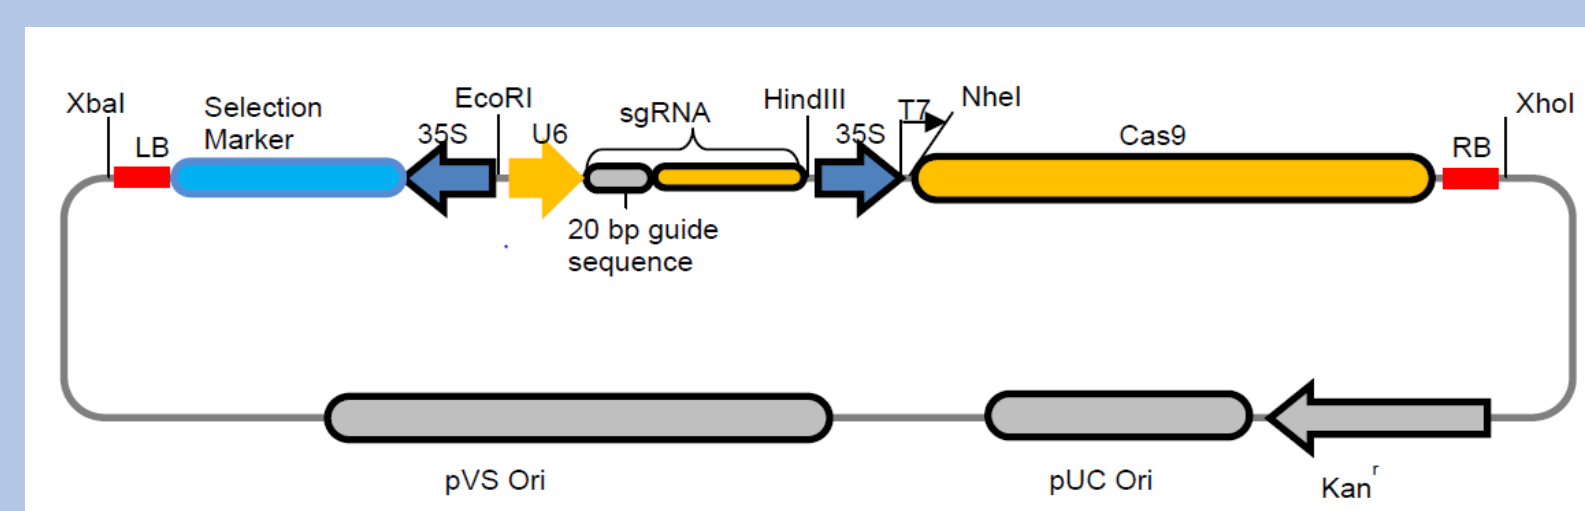 XbaI
LB
Selection
Marker
35S
EcoRI
U6
sgRNA
HindIII
35S
T7
NheI
Cas9
RB
XhoI
20 bp guide
sequence
pVS Ori
pUC Ori
Kanʳ